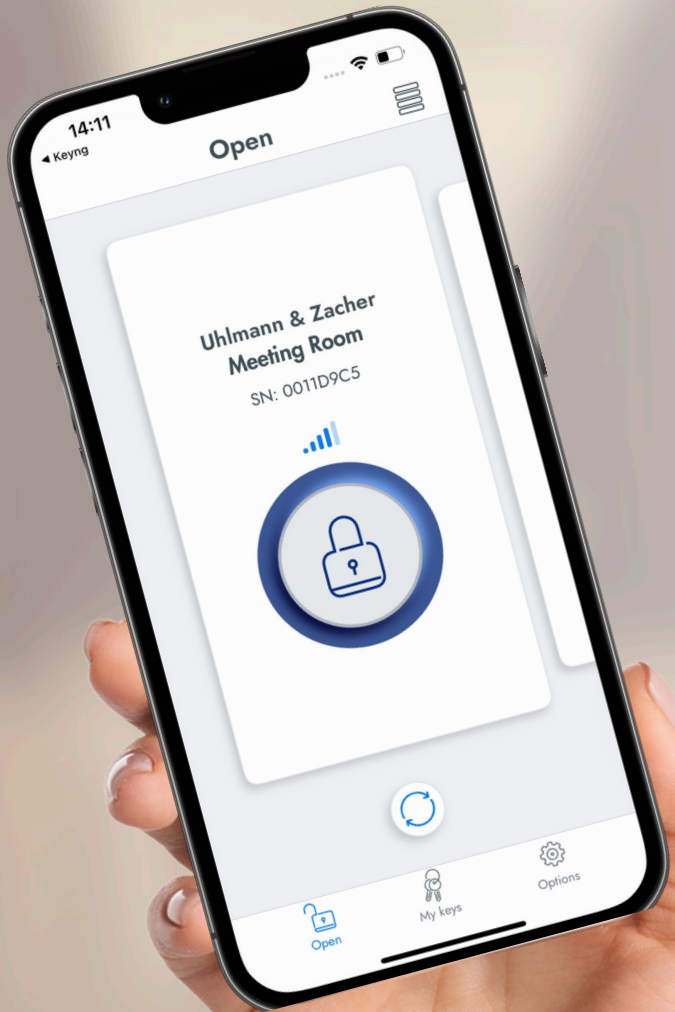 14:11
◀ Keyng
Open
Uhlmann & Zacher
Meeting Room
SN: 0011D9C5
Open
My keys
Options